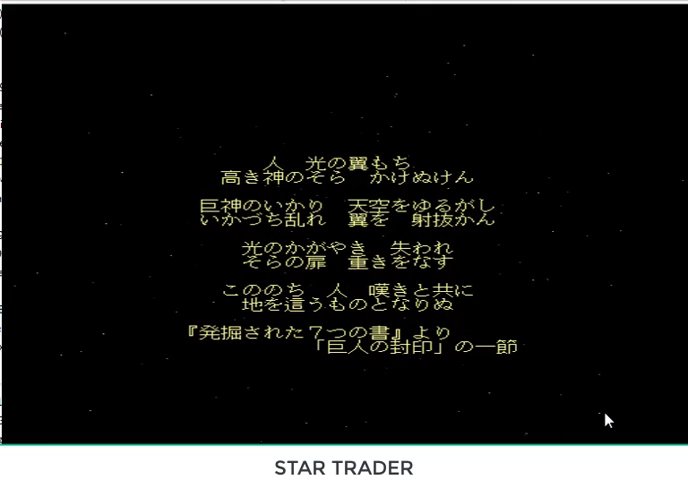 人　光の翼もち
高き神のそら　かけぬけん
巨神のいかり　天空をゆるがし
いかづち乱れ　翼を　射抜かん
光のかがやき　失われ
そらの扉　重きをなす
こののち　人　嘆きと共に
地を這うものとなりぬ
『発掘された７つの書』より
「巨人の封印」の一節
STAR TRADER